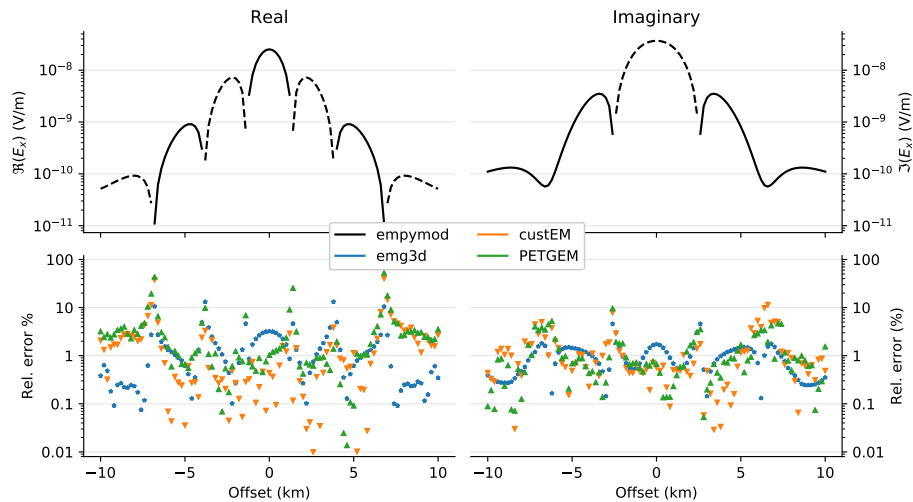 Real
Imaginary
ℜ(Eₓ) (V/m)
10⁻⁸
10⁻⁹
10⁻¹⁰
10⁻¹¹
10⁻⁸
10⁻⁹
10⁻¹⁰
10⁻¹¹
ℑ(Eₓ) (V/m)
empymod
emg3d
custEM
PETGEM
Rel. error %
100
10
1
0.1
0.01
100
10
1
0.1
0.01
Rel. error (%)
−10
−5
0
5
10
−10
−5
0
5
10
Offset (km)
Offset (km)